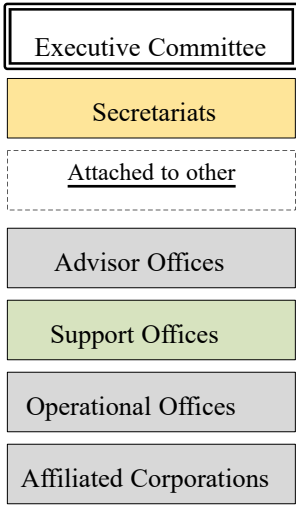 Executive Committee
Secretariats
Attached to other
Advisor Offices
Support Offices
Operational Offices
Affiliated Corporations